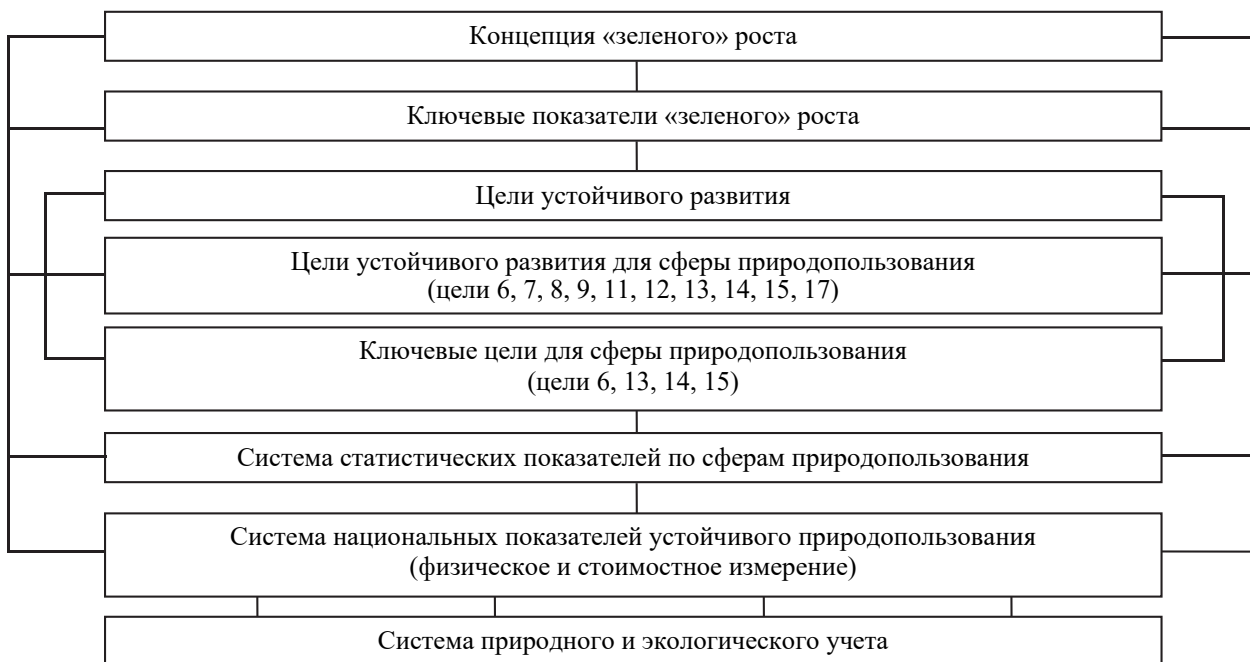 Концепция «зеленого» роста
Ключевые показатели «зеленого» роста
Цели устойчивого развития
Цели устойчивого развития для сферы природопользования
(цели 6, 7, 8, 9, 11, 12, 13, 14, 15, 17)
Ключевые цели для сферы природопользования
(цели 6, 13, 14, 15)
Система статистических показателей по сферам природопользования
Система национальных показателей устойчивого природопользования
(физическое и стоимостное измерение)
Система природного и экологического учета